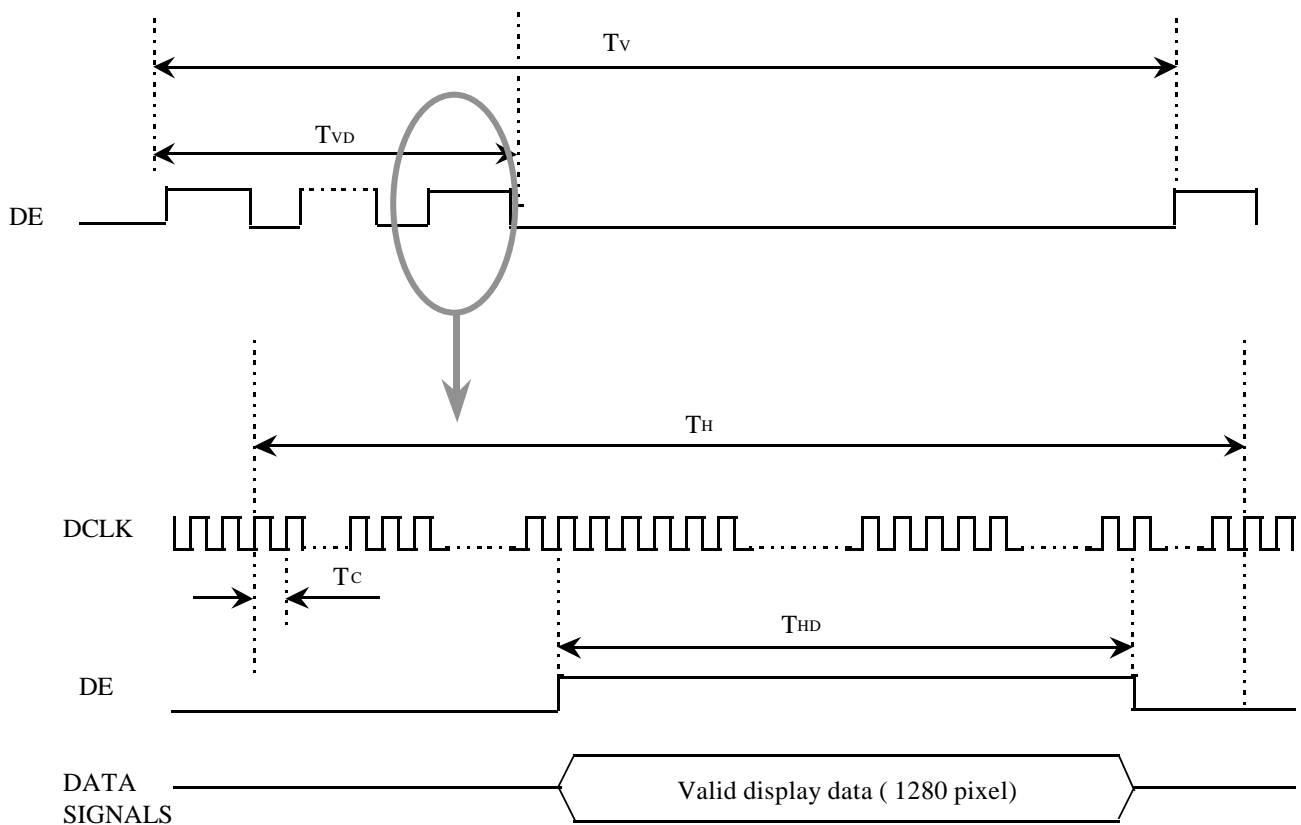 TV
TVD
DE
TH
DCLK
TC
THD
DE
DATA
SIGNALS
Valid display data ( 1280 pixel)